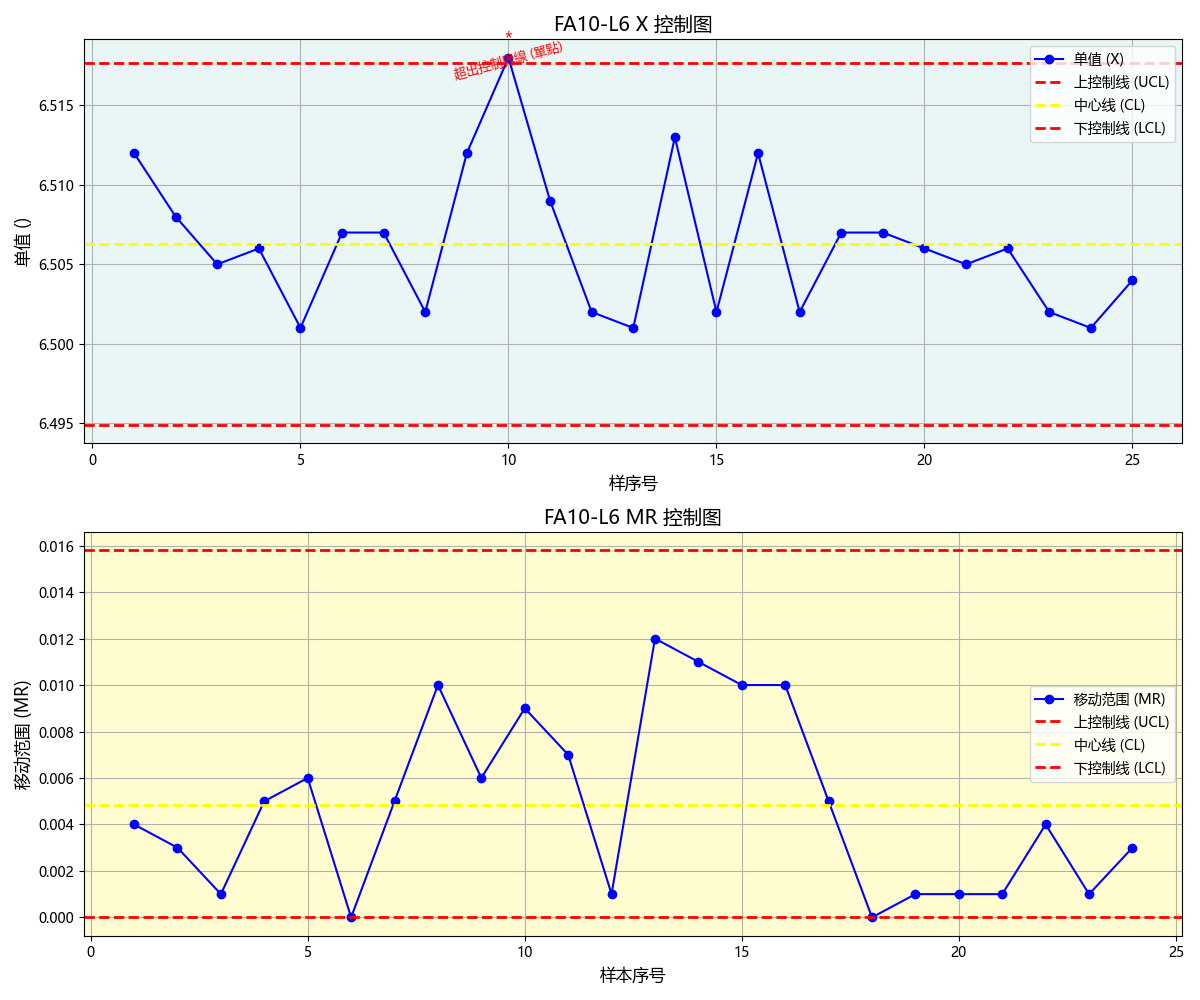 FA10-L6 X 控制图
*
超出控制界線 (單點)
单值 (X)
上控制线 (UCL)
中心线 (CL)
下控制线 (LCL)
单值 ()
6.515
6.510
6.505
6.500
6.495
0 5 10 15 20 25
样序号
FA10-L6 MR 控制图
移动范围 (MR)
0.016
0.014
0.012
0.010
0.008
0.006
0.004
0.002
0.000
移动范围 (MR)
上控制线 (UCL)
中心线 (CL)
下控制线 (LCL)
0 5 10 15 20 25
样本序号